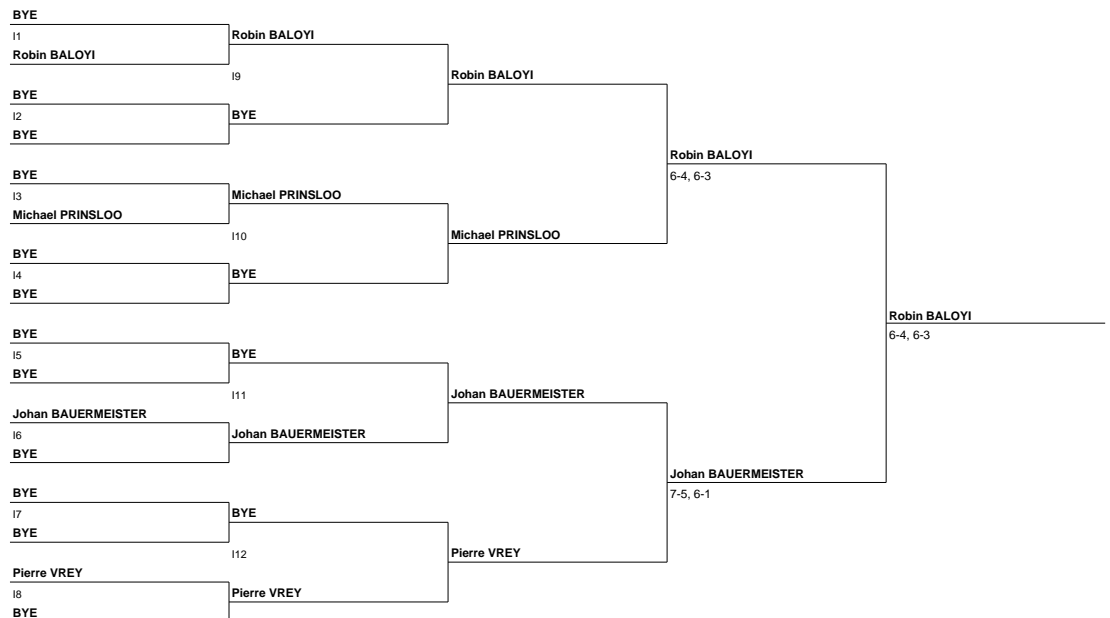 BYE
I1
Robin BALOYI
Robin BALOYI
I9
Robin BALOYI
BYE
I2
BYE
BYE
Robin BALOYI
6-4, 6-3
BYE
I3
Michael PRINSLOO
Michael PRINSLOO
I10
Michael PRINSLOO
BYE
I4
BYE
BYE
Robin BALOYI
6-4, 6-3
BYE
I5
BYE
BYE
I11
Johan BAUERMEISTER
Johan BAUERMEISTER
I6
BYE
Johan BAUERMEISTER
Johan BAUERMEISTER
7-5, 6-1
BYE
I7
BYE
BYE
I12
Pierre VREY
Pierre VREY
I8
BYE
Pierre VREY